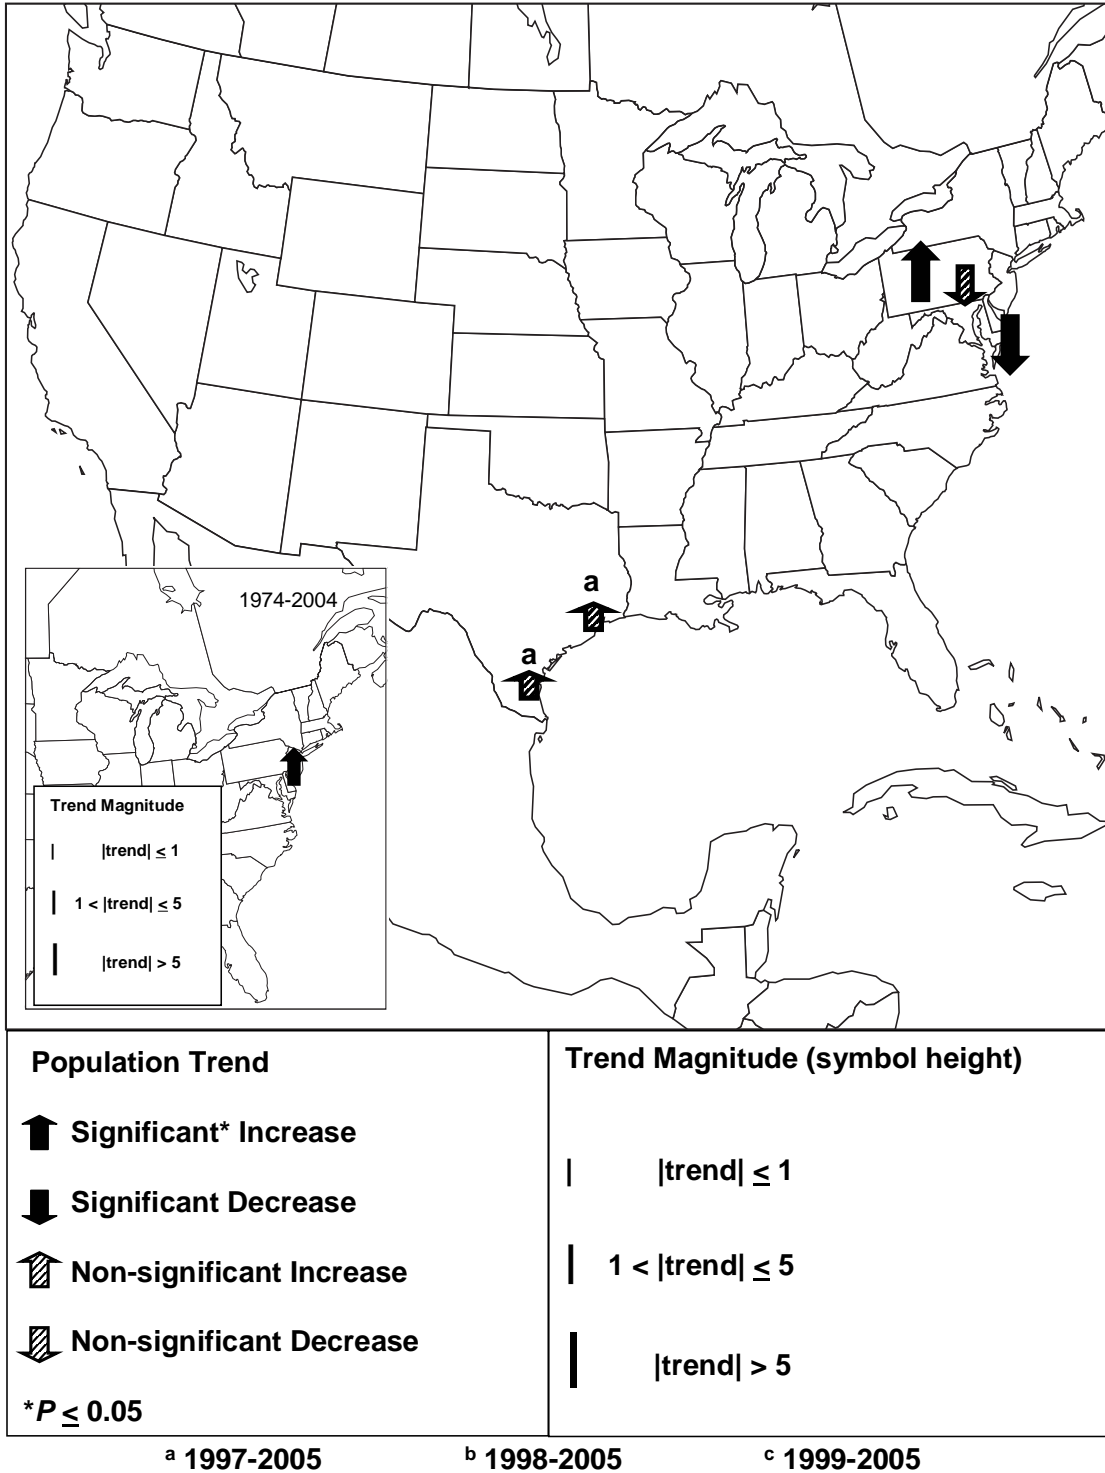 a
a
1974-2004
Trend Magnitude
|trend| ≤ 1
1 < |trend| ≤ 5
|trend| > 5
Population Trend
Significant* Increase
Significant Decrease
Non-significant Increase
Non-significant Decrease
*P ≤ 0.05
Trend Magnitude (symbol height)
|trend| ≤ 1
1 < |trend| ≤ 5
|trend| > 5
a 1997-2005 b 1998-2005 c 1999-2005